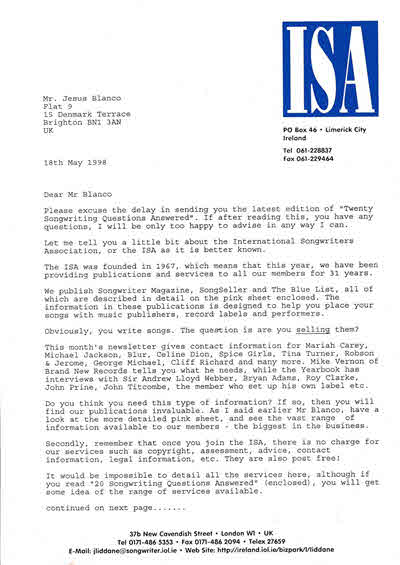 ISA
Mr. Jesus Blanco
Flat 9
15 Denmark Terrace
Brighton BN1 3AN
UK
PO Box 46 • Limerick City
Ireland
Tel 061-228837
Fax 061-229464
18th May 1998
Dear Mr Blanco
Please excuse the delay in sending you the latest edition of "Twenty
Songwriting Questions Answered". If after reading this, you have any
questions, I will be only too happy to advise in any way I can.
Let me tell you a little bit about the International Songwriters
Association, or the ISA as it is better known.
The ISA was founded in 1967, which means that this year, we have been
providing publications and services to all our members for 31 years.
We publish Songwriter Magazine, SongSeller and The Blue List, all of
which are described in detail on the pink sheet enclosed. The
information in these publications is designed to help you place your
songs with music publishers, record labels and performers.
Obviously, you write songs. The question is are you selling them?
This month's newsletter gives contact information for Mariah Carey,
Michael Jackson, Blur, Celine Dion, Spice Girls, Tina Turner, Robson
& Jerome, George Michael, Cliff Richard and many more. Mike Vernon of
Brand New Records tells you what he needs, while the Yearbook has
interviews with Sir Andrew Lloyd Webber, Bryan Adams, Roy Clarke,
John Prine, John Titcombe, the member who set up his own label etc.
Do you think you need this type of information? If so, then you will
find our publications invaluable. As I said earlier Mr Blanco, have a
look at the more detailed pink sheet, and see the vast range of
information available to our members - the biggest in the business.
Secondly, remember that once you join the ISA, there is no charge for
our services such as copyright, assessment, advice, contact
information, legal information, etc. They are also post free!
It would be impossible to detail all the services here, although if
you read "20 Songwriting Questions Answered" (enclosed), you will get
some idea of the range of services available.
continued on next page.......
37b New Cavendish Street • London W1 • UK
Tel 0171-486 5353 • Fax 0171-486 2094 • Telex 27659
E-Mail: jliddane@songwriter.iol.ie • Web Site: http://ireland.iol.ie/bizpark/l/liddane